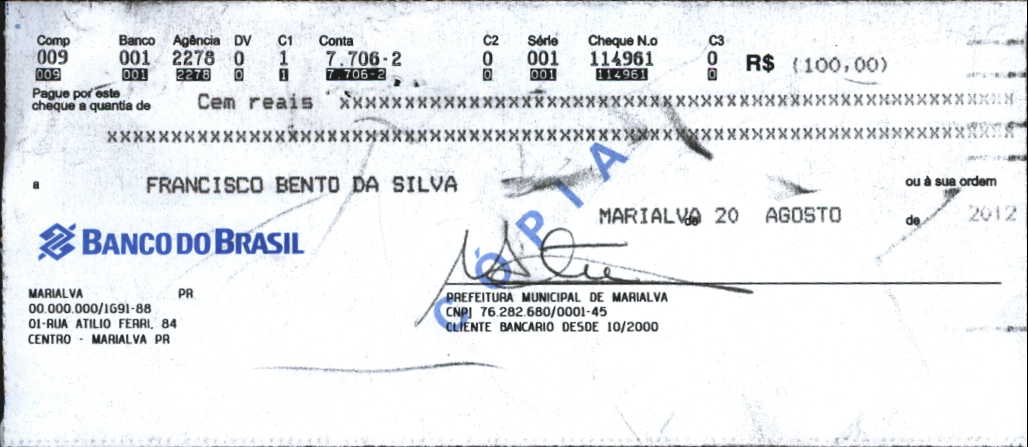 Comp Banco Agência DV C1 Conta C2 Série Cheque N.o C3
009 001 2278 0 1 7.706-2 0 001 114961 0 R$ (100,00)
009 001 2278 0 1 7.706-2 0 001 114961 0
Pague por este
cheque a quantia de Cem reais xxxxxxxxxxxxxxxxxxxxxxxxxxxxxxxxxxxxxxxxxxxxxxxxxxxxxxxxxxxx
xxxxxxxxxxxxxxxxxxxxxxxxxxxxxxxxxxxxxxxxxxxxxxxxxxxxxxxxxxxxxxxxxxxxxxxxxxxxxxxx
a FRANCISCO BENTO DA SILVA ou à sua ordem
MARIALVA de 20 AGOSTO de 2012
CÓPIA
BANCO DO BRASIL
MARIALVA PR
00.000.000/1691-88
01-RUA ATILIO FERRI, 84
CENTRO - MARIALVA PR
PREFEITURA MUNICIPAL DE MARIALVA
CNPJ 76.282.680/0001-45
CLIENTE BANCARIO DESDE 10/2000